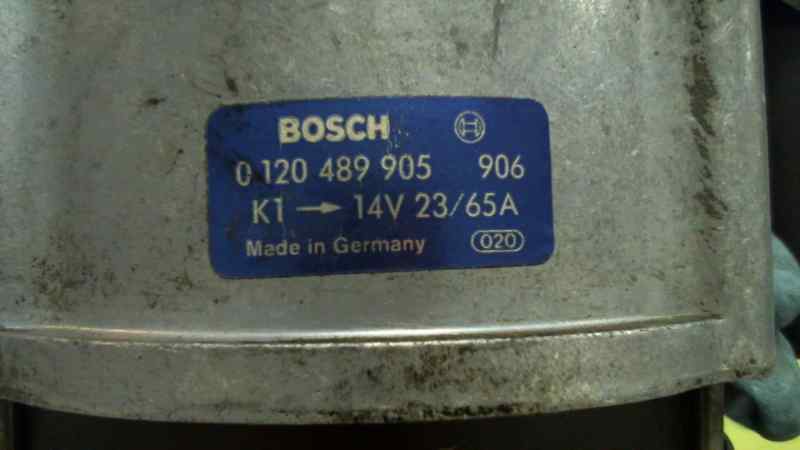 BOSCH
0 120 489 905 906
K1 → 14V 23/65A
Made in Germany 020